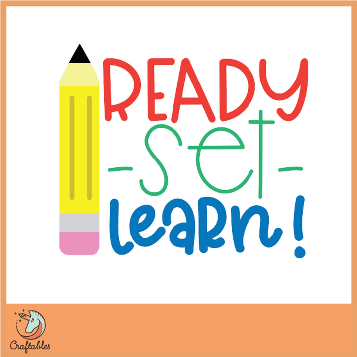 READY
- set -
learn!
Craftables